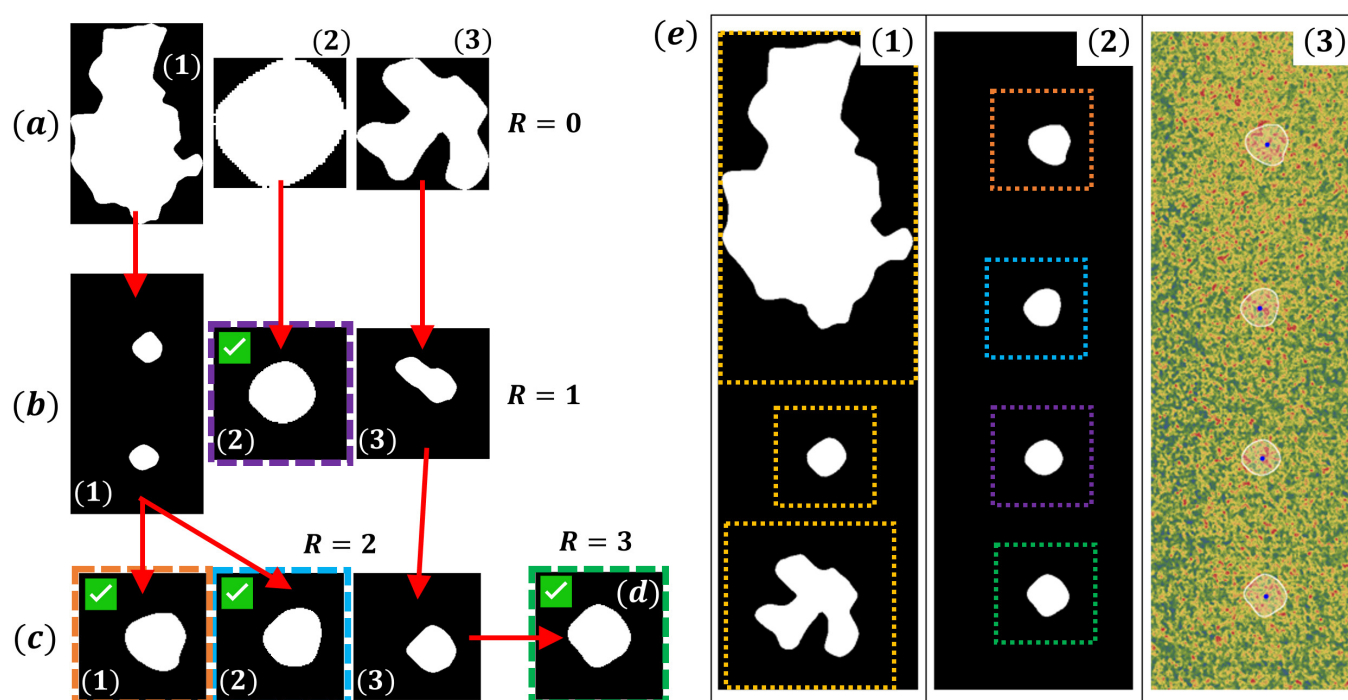 (a)
(1)
(2)
(3)
R = 0
(b)
(1)
(2)
(3)
R = 1
R = 2
R = 3
(c)
(1)
(2)
(3)
(d)
(e)
(1)
(2)
(3)